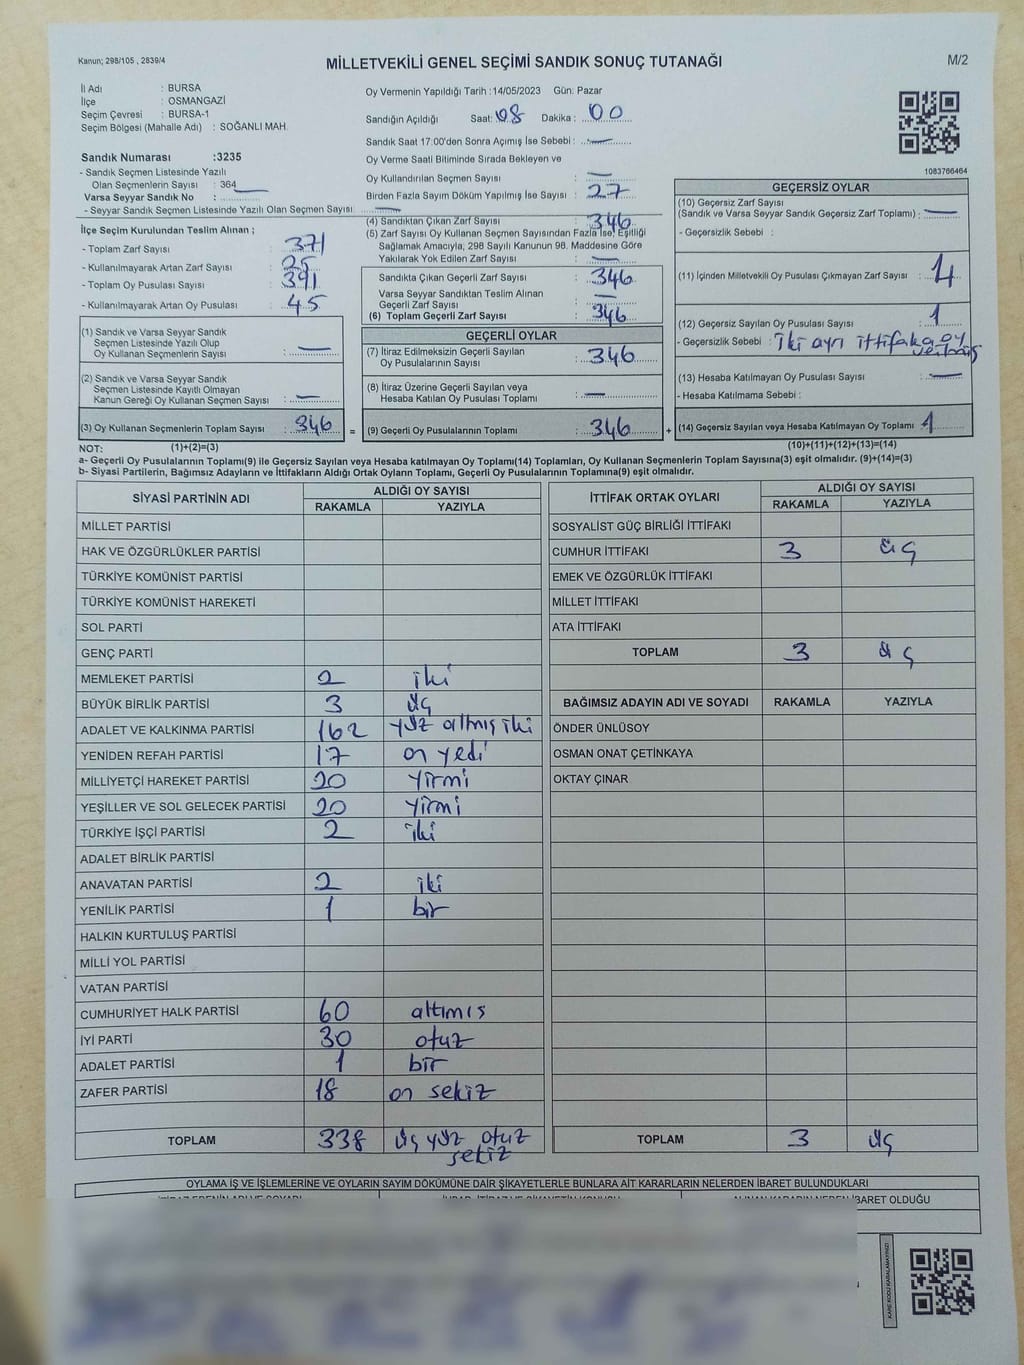 Kanun; 298/105 , 2839/4
MİLLETVEKİLİ GENEL SEÇİMİ SANDIK SONUÇ TUTANAĞI
M/2
İl Adı : BURSA
İlçe : OSMANGAZİ
Seçim Çevresi : BURSA-1
Seçim Bölgesi (Mahalle Adı) : SOĞANLI MAH.
Oy Vermenin Yapıldığı Tarih :14/05/2023 Gün: Pazar
Sandığın Açıldığı Saat: 08 Dakika : 00
Sandık Saat 17:00'den Sonra Açımış İse Sebebi :
Oy Verme Saati Bitiminde Sırada Bekleyen ve
Oy Kullandırılan Seçmen Sayısı :
Birden Fazla Sayım Döküm Yapılmış İse Sayısı : 27
1083766464
Sandık Numarası :3235
- Sandık Seçmen Listesinde Yazılı
Olan Seçmenlerin Sayısı : 364
Varsa Seyyar Sandık No :
- Seyyar Sandık Seçmen Listesinde Yazılı Olan Seçmen Sayısı :
İlçe Seçim Kurulundan Teslim Alınan ;
- Toplam Zarf Sayısı : 371
- Kullanılmayarak Artan Zarf Sayısı : 25
- Toplam Oy Pusulası Sayısı : 391
- Kullanılmayarak Artan Oy Pusulası : 45
(1) Sandık ve Varsa Seyyar Sandık
Seçmen Listesinde Yazılı Olup
Oy Kullanan Seçmenlerin Sayısı :
(2) Sandık ve Varsa Seyyar Sandık
Seçmen Listesinde Kayıtlı Olmayan
Kanun Gereği Oy Kullanan Seçmen Sayısı :
(3) Oy Kullanan Seçmenlerin Toplam Sayısı : 346 =
(4) Sandıktan Çıkan Zarf Sayısı : 346
(5) Zarf Sayısı Oy Kullanan Seçmen Sayısından Fazla İse, Eşitliği
Sağlamak Amacıyla, 298 Sayılı Kanunun 98. Maddesine Göre
Yakılarak Yok Edilen Zarf Sayısı :
Sandıkta Çıkan Geçerli Zarf Sayısı : 346
Varsa Seyyar Sandıktan Teslim Alınan
Geçerli Zarf Sayısı :
(6) Toplam Geçerli Zarf Sayısı : 346
GEÇERLİ OYLAR
(7) İtiraz Edilmeksizin Geçerli Sayılan
Oy Pusulalarının Sayısı : 346
(8) İtiraz Üzerine Geçerli Sayılan veya
Hesaba Katılan Oy Pusulası Toplamı :
(9) Geçerli Oy Pusulalarının Toplamı : 346 +
GEÇERSİZ OYLAR
(10) Geçersiz Zarf Sayısı
(Sandık ve Varsa Seyyar Sandık Geçersiz Zarf Toplamı) :
- Geçersizlik Sebebi :
(11) İçinden Milletvekili Oy Pusulası Çıkmayan Zarf Sayısı : 4
(12) Geçersiz Sayılan Oy Pusulası Sayısı : 1
- Geçersizlik Sebebi : iki ayrı ittifaka oy
(13) Hesaba Katılmayan Oy Pusulası Sayısı :
- Hesaba Katılmama Sebebi :
(14) Geçersiz Sayılan veya Hesaba Katılmayan Oy Toplamı : 1
NOT: (1)+(2)=(3)
(10)+(11)+(12)+(13)=(14)
a- Geçerli Oy Pusulalarının Toplamı(9) ile Geçersiz Sayılan veya Hesaba katılmayan Oy Toplam(14) Toplamları, Oy Kullanan Seçmenlerin Toplam Sayısına(3) eşit olmalıdır. (9)+(14)=(3)
b- Siyasi Partilerin, Bağımsız Adayların ve İttifakların Aldığı Ortak Oyların Toplamı, Geçerli Oy Pusulalarının Toplamına(9) eşit olmalıdır.
SİYASİ PARTİNİN ADI ALDIĞI OY SAYISI
RAKAMLA YAZIYLA
MİLLET PARTİSİ
HAK VE ÖZGÜRLÜKLER PARTİSİ
TÜRKİYE KOMÜNİST PARTİSİ
TÜRKİYE KOMÜNİST HAREKETİ
SOL PARTİ
GENÇ PARTİ
MEMLEKET PARTİSİ 2 iki
BÜYÜK BİRLİK PARTİSİ 3 üç
ADALET VE KALKINMA PARTİSİ 162 yüz altmış iki
YENİDEN REFAH PARTİSİ 17 on yedi
MİLLİYETÇİ HAREKET PARTİSİ 20 yirmi
YEŞİLLER VE SOL GELECEK PARTİSİ 20 yirmi
TÜRKİYE İŞÇİ PARTİSİ 2 iki
ADALET BİRLİK PARTİSİ
ANAVATAN PARTİSİ 2 iki
YENİLİK PARTİSİ 1 bir
HALKIN KURTULUŞ PARTİSİ
MİLLİ YOL PARTİSİ
VATAN PARTİSİ
CUMHURİYET HALK PARTİSİ 60 altımıs
İYİ PARTİ 30 otuz
ADALET PARTİSİ 1 bir
ZAFER PARTİSİ 18 on sekiz
TOPLAM 338 üç yüz otuz
sekiz
İTTİFAK ORTAK OYLARI ALDIĞI OY SAYISI
RAKAMLA YAZIYLA
SOSYALİST GÜÇ BİRLİĞİ İTTİFAKI
CUMHUR İTTİFAKI 3 üç
EMEK VE ÖZGÜRLÜK İTTİFAKI
MİLLET İTTİFAKI
ATA İTTİFAKI
TOPLAM 3 üç
BAĞIMSIZ ADAYIN ADI VE SOYADI RAKAMLA YAZIYLA
ÖNDER ÜNLÜSOY
OSMAN ONAT ÇETİNKAYA
OKTAY ÇINAR
TOPLAM 3 üç
OYLAMA İŞ VE İŞLEMLERİNE VE OYLARIN SAYIM DÖKÜMÜNE DAİR ŞİKAYETLERLE BUNLARA AİT KARARLARIN NELERDEN İBARET BULUNDUKLARI
İBARET OLDUĞU
KARE KODU KARALAMAYINIZ!